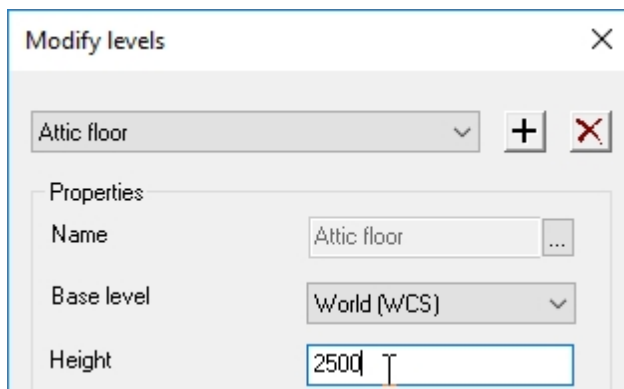 Modify levels
Attic floor
Properties
Name Attic floor ...
Base level World (WCS)
Height 2500